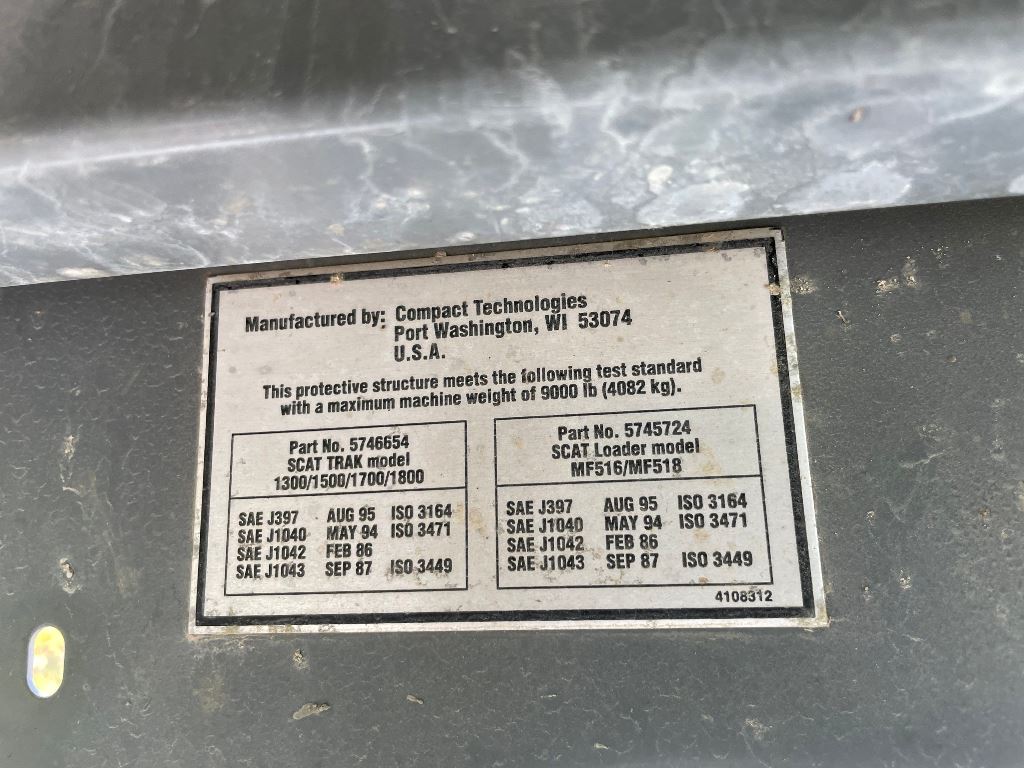 Manufactured by: Compact Technologies
Port Washington, WI 53074
U.S.A.
This protective structure meets the following test standard
with a maximum machine weight of 9000 lb (4082 kg).
Part No. 5746654
SCAT TRAK model
1300/1500/1700/1800
SAE J397 AUG 95 ISO 3164
SAE J1040 MAY 94 ISO 3471
SAE J1042 FEB 86
SAE J1043 SEP 87 ISO 3449
Part No. 5745724
SCAT Loader model
MF516/MF518
SAE J397 AUG 95 ISO 3164
SAE J1040 MAY 94 ISO 3471
SAE J1042 FEB 86
SAE J1043 SEP 87 ISO 3449
4108312